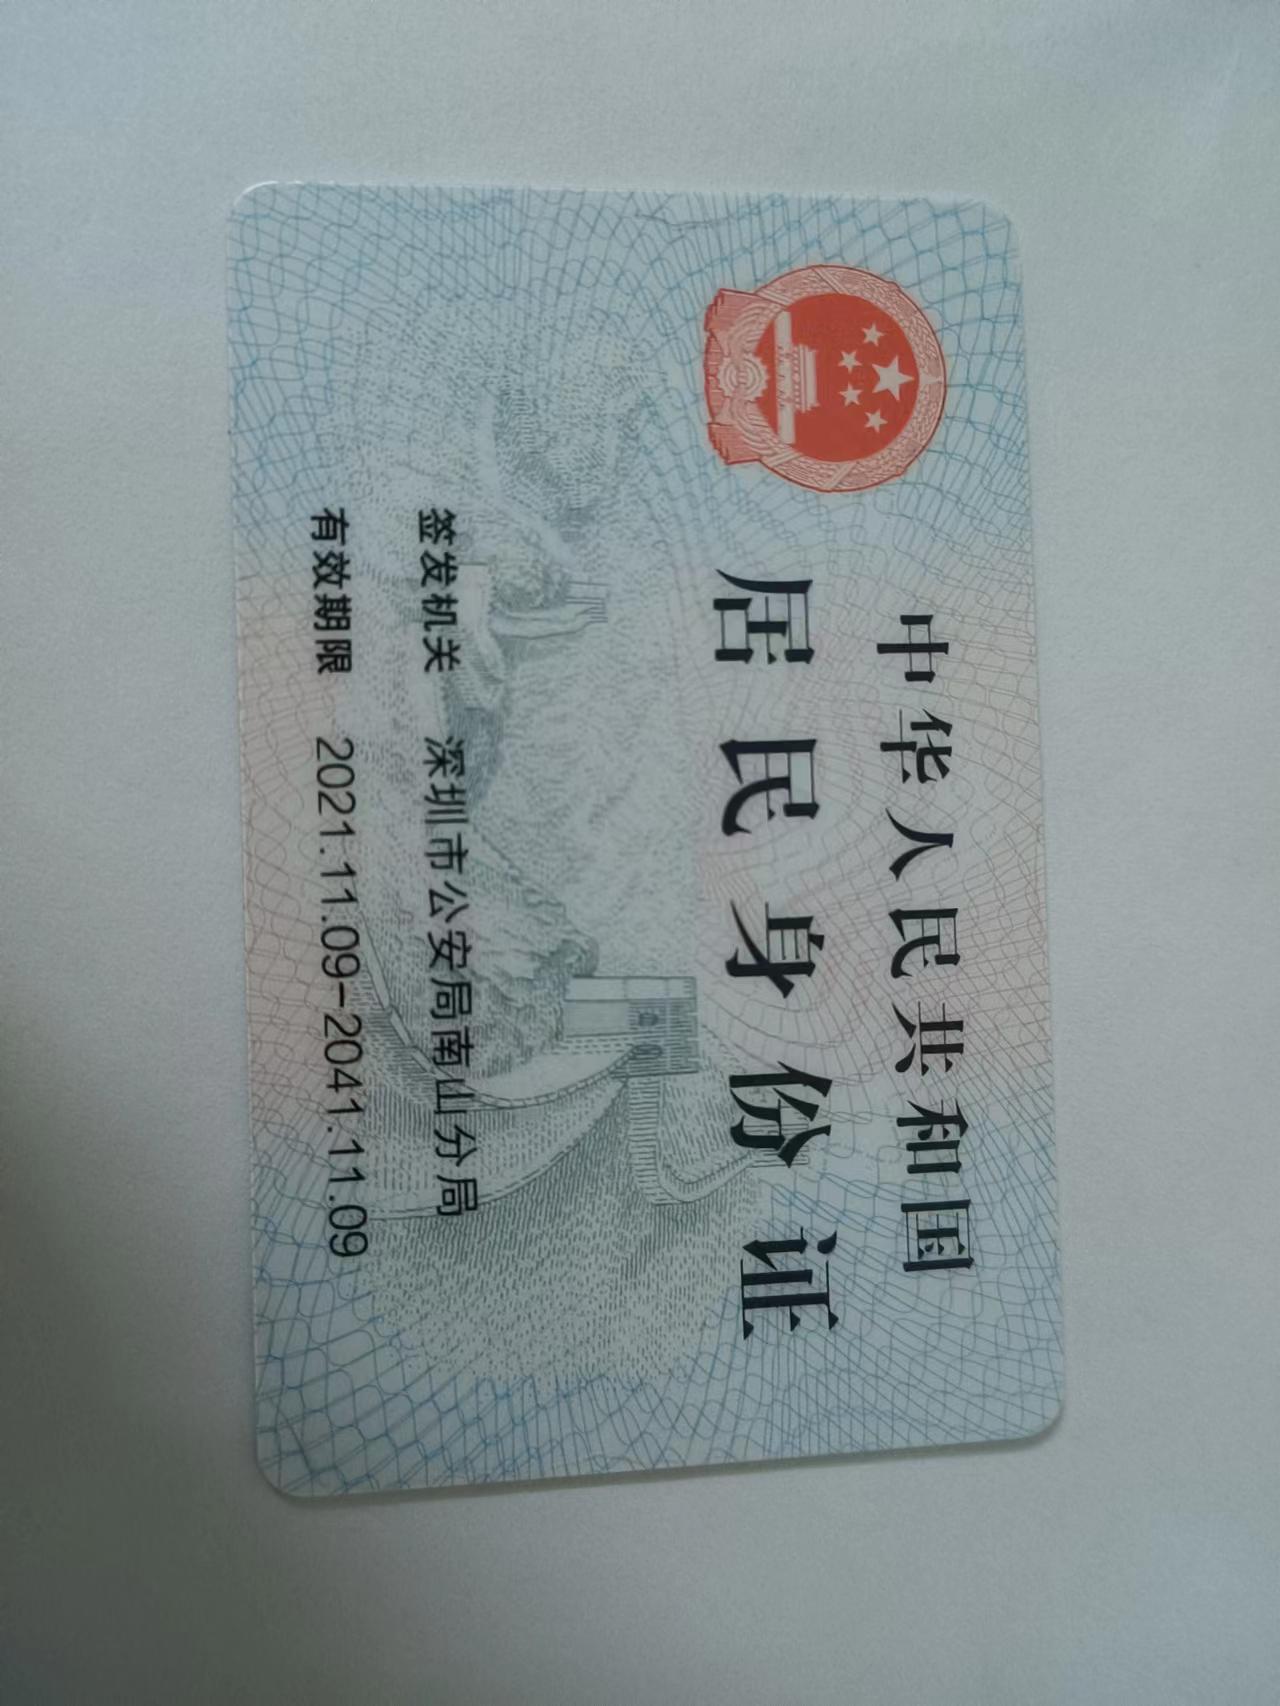 中华人民共和国
居民身份证
签发机关 深圳市公安局南山分局
有效期限 2021.11.09-2041.11.09